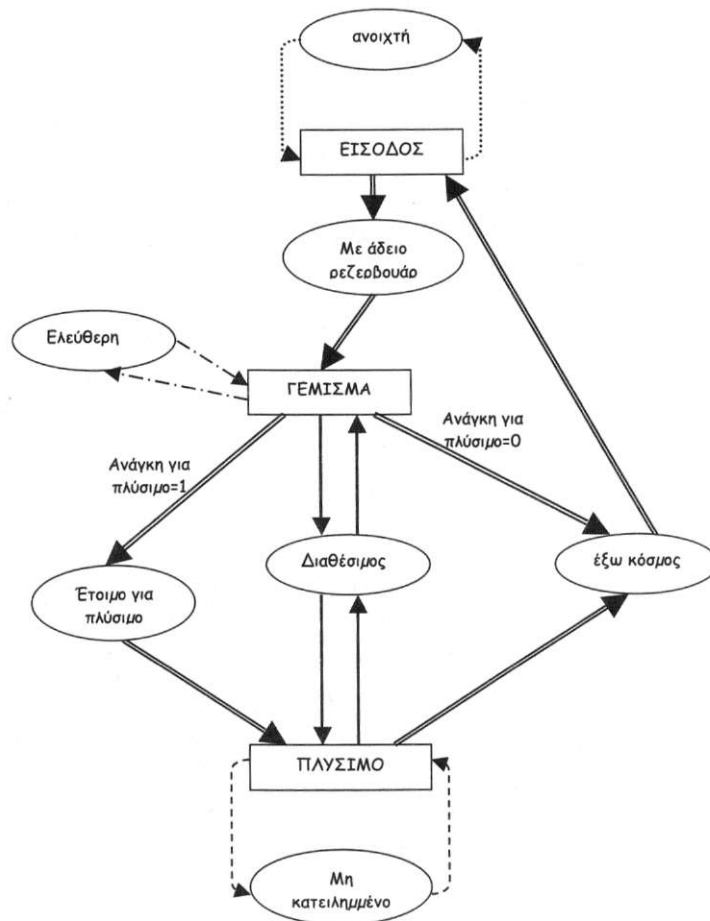 ανοιχτή
ΕΙΣΟΔΟΣ
Με άδειο
ρεζερβουάρ
Ελεύθερη
ΓΕΜΙΣΜΑ
Ανάγκη για
πλύσιμο=0
Ανάγκη για
πλύσιμο=1
Διαθέσιμος
έξω κόσμος
Έτοιμο για
πλύσιμο
ΠΛΥΣΙΜΟ
Μη
κατειλημμένο